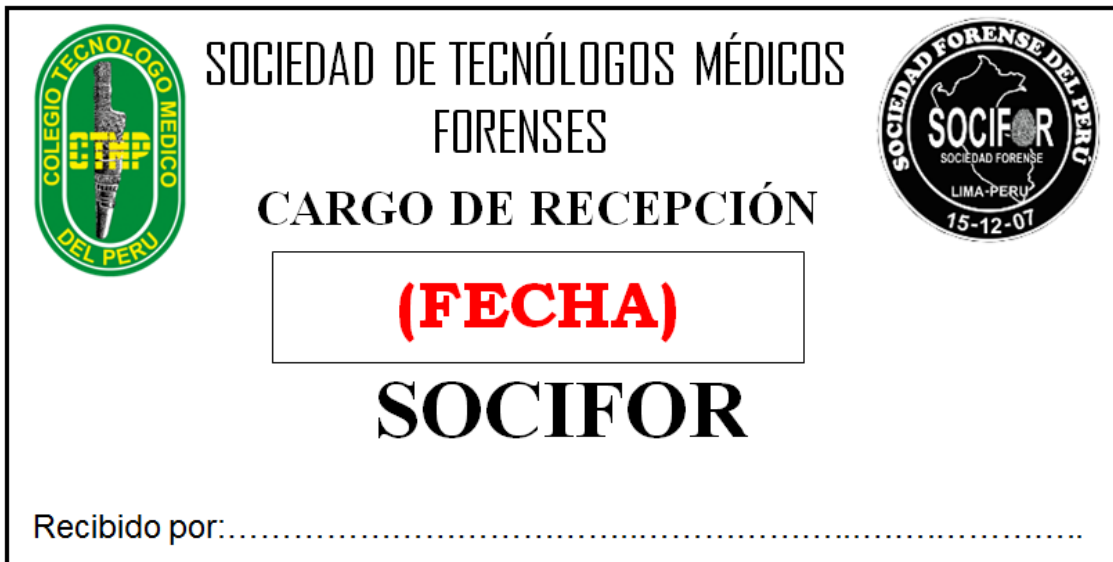 COLEGIO TECNOLOGO MEDICO
CTMP
DEL PERU
SOCIEDAD DE TECNÓLOGOS MÉDICOS
FORENSES
SOCIEDAD FORENSE DEL PERÚ
SOCIFOR
SOCIEDAD FORENSE
LIMA-PERU
15-12-07
CARGO DE RECEPCIÓN
(FECHA)
SOCIFOR
Recibido por:……………………………………………………………………………..